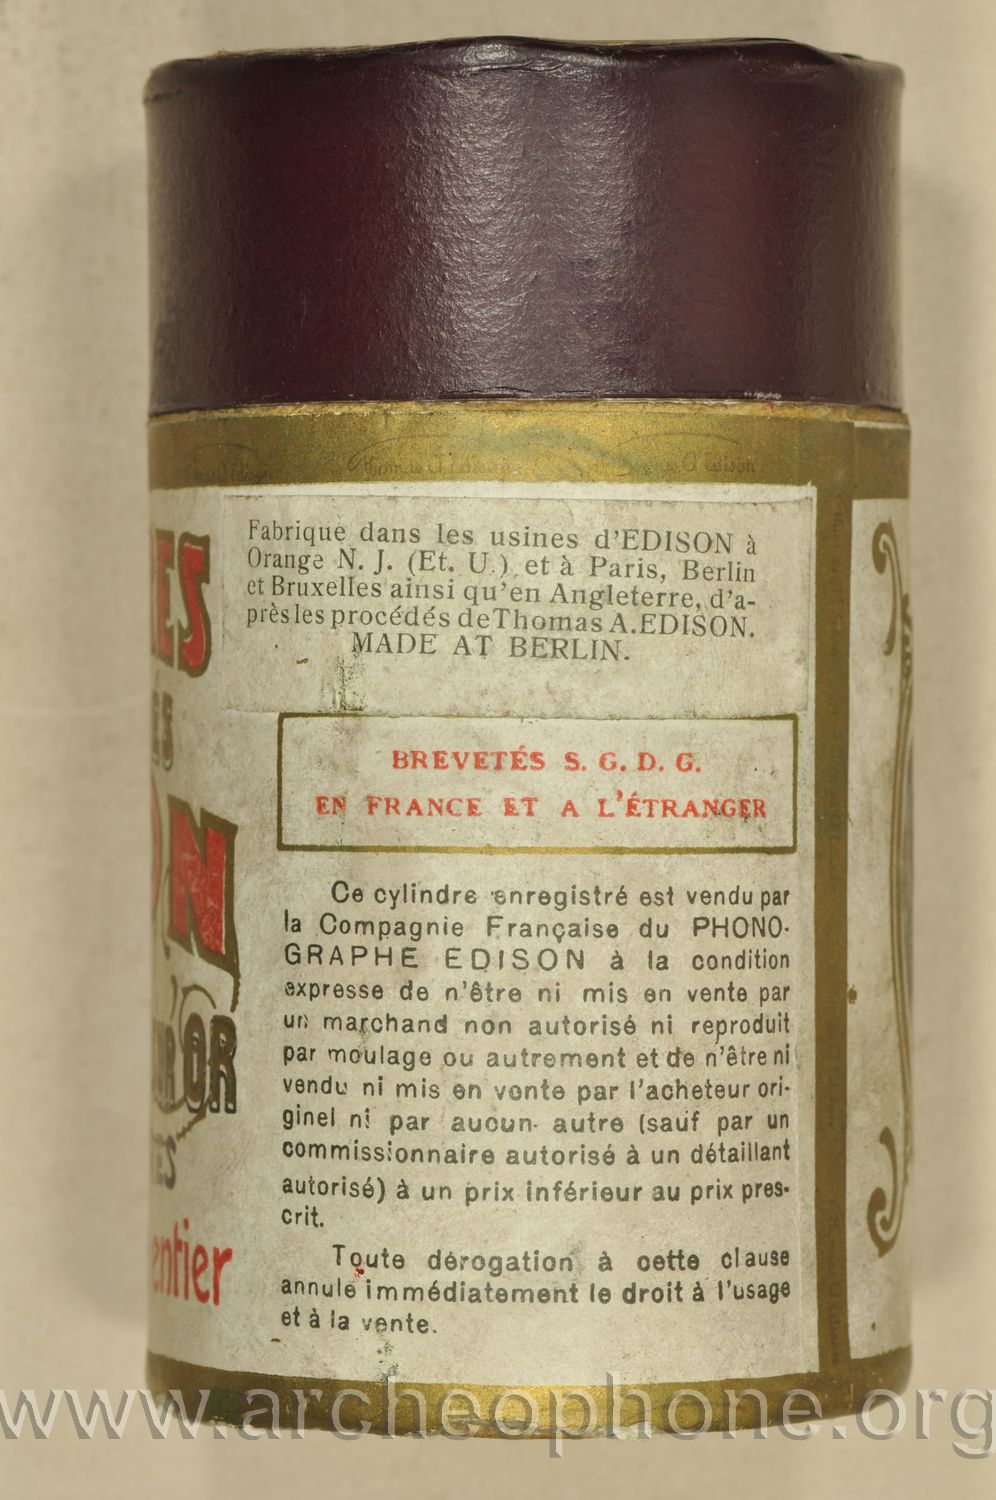 Fabrique dans les usines d'EDISON à
Orange N. J. (Et. U.) et à Paris, Berlin
et Bruxelles ainsi qu'en Angleterre, d'a-
près les procédés de Thomas A. EDISON.
MADE AT BERLIN.
BREVETÉS S. G. D. G.
EN FRANCE ET A L'ÉTRANGER
Ce cylindre enregistré est vendu par
la Compagnie Française du PHONO-
GRAPHE EDISON à la condition
expresse de n'être ni mis en vente par
un marchand non autorisé ni reproduit
par moulage ou autrement et de n'être ni
vendu ni mis en vente par l'acheteur ori-
ginel ni par aucun autre (sauf par un
commissionnaire autorisé à un détaillant
autorisé) à un prix inférieur au prix pres-
crit.
Toute dérogation à cette clause
annule immédiatement le droit à l'usage
et à la vente.
OR
entier
www.archeophone.org